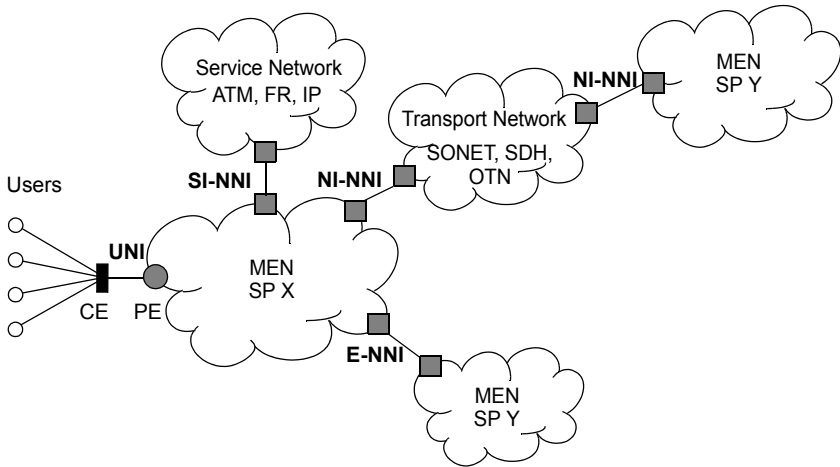 Service Network
ATM, FR, IP
NI-NNI
MEN
SP Y
Transport Network
SONET, SDH,
OTN
Users
SI-NNI
NI-NNI
UNI
MEN
SP X
CE
PE
E-NNI
MEN
SP Y